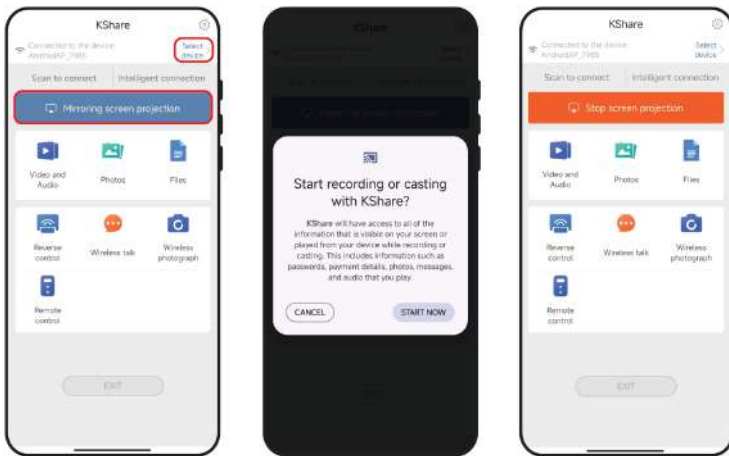 KShare
Connected to the device:
AndroidAP_7985
Select
device
Scan to connect
Intelligent connection
Mirroring screen projection
Video and
Audio
Photos
Files
Reverse
control
Wireless talk
Wireless
photograph
Remote
control
EXIT
KShare
Start recording or casting
with KShare?
KShare will have access to all of the
information that is visible on your screen or
played from your device while recording or
casting. This includes information such as
passwords, payment details, photos, messages,
and audio that you play.
CANCEL
START NOW
KShare
Connected to the device:
AndroidAP_7985
Select
device
Scan to connect
Intelligent connection
Stop screen projection
Video and
Audio
Photos
Files
Reverse
control
Wireless talk
Wireless
photograph
Remote
control
EXIT